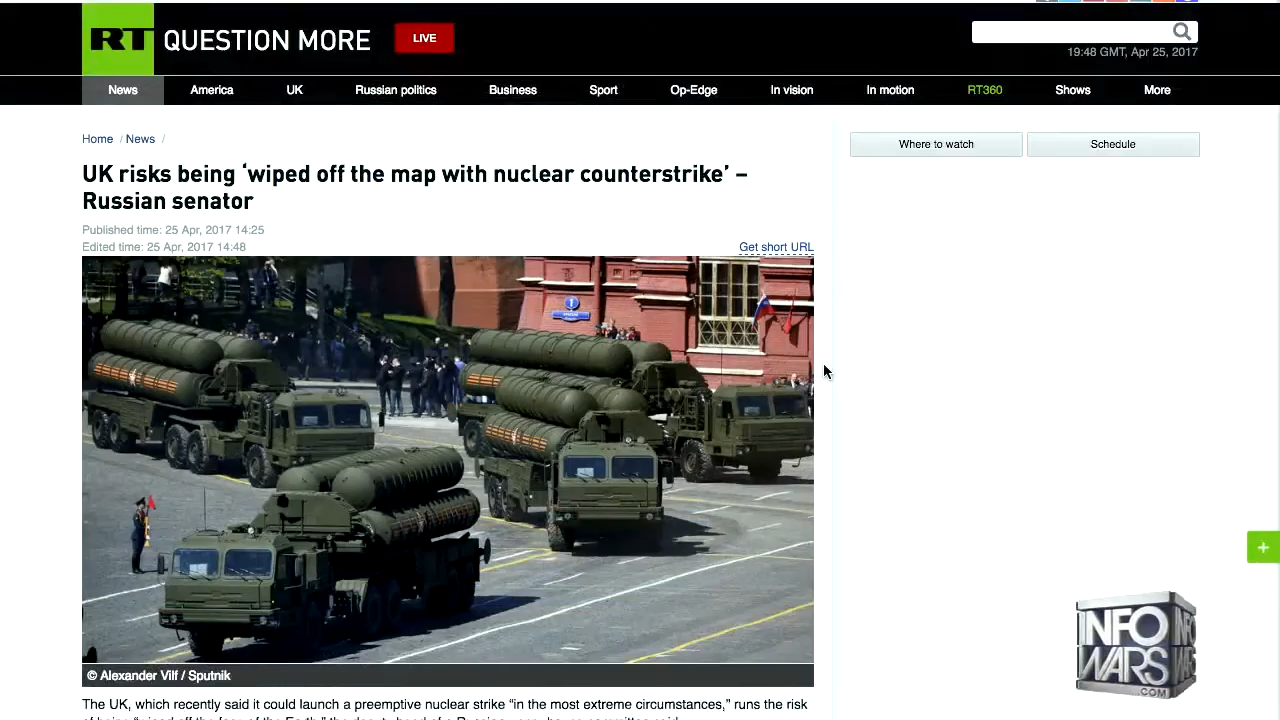 RT QUESTION MORE
LIVE
19:48 GMT, Apr 25, 2017
News America UK Russian politics Business Sport Op-Edge In vision In motion RT360 Shows More
Home / News /
Where to watch Schedule
UK risks being ‘wiped off the map with nuclear counterstrike’ –
Russian senator
Published time: 25 Apr, 2017 14:25
Edited time: 25 Apr, 2017 14:48
Get short URL
© Alexander Vilf / Sputnik
INFO
WARS
.COM
The UK, which recently said it could launch a preemptive nuclear strike “in the most extreme circumstances,” runs the risk